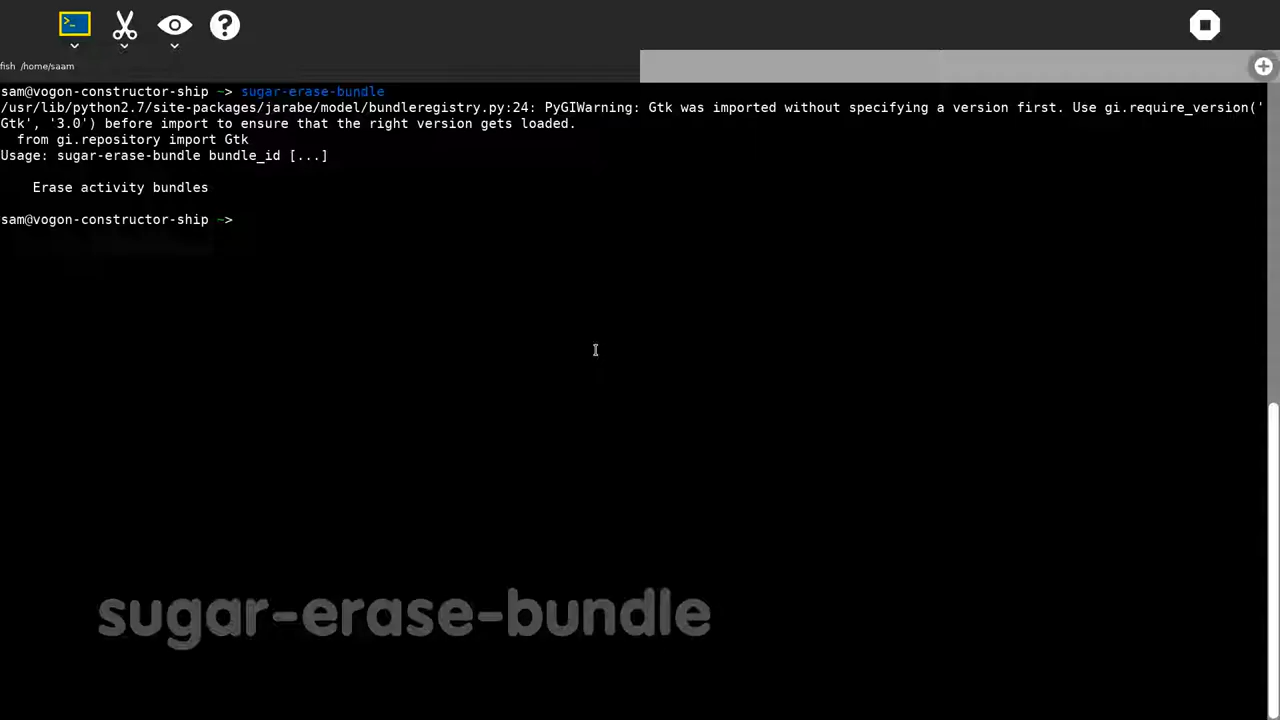 fish /home/saam
sam@vogon-constructor-ship ~> sugar-erase-bundle
/usr/lib/python2.7/site-packages/jarabe/model/bundleregistry.py:24: PyGIWarning: Gtk was imported without specifying a version first. Use gi.require_version('
Gtk', '3.0') before import to ensure that the right version gets loaded.
  from gi.repository import Gtk
Usage: sugar-erase-bundle bundle_id [...]
    Erase activity bundles
sam@vogon-constructor-ship ~>
sugar-erase-bundle